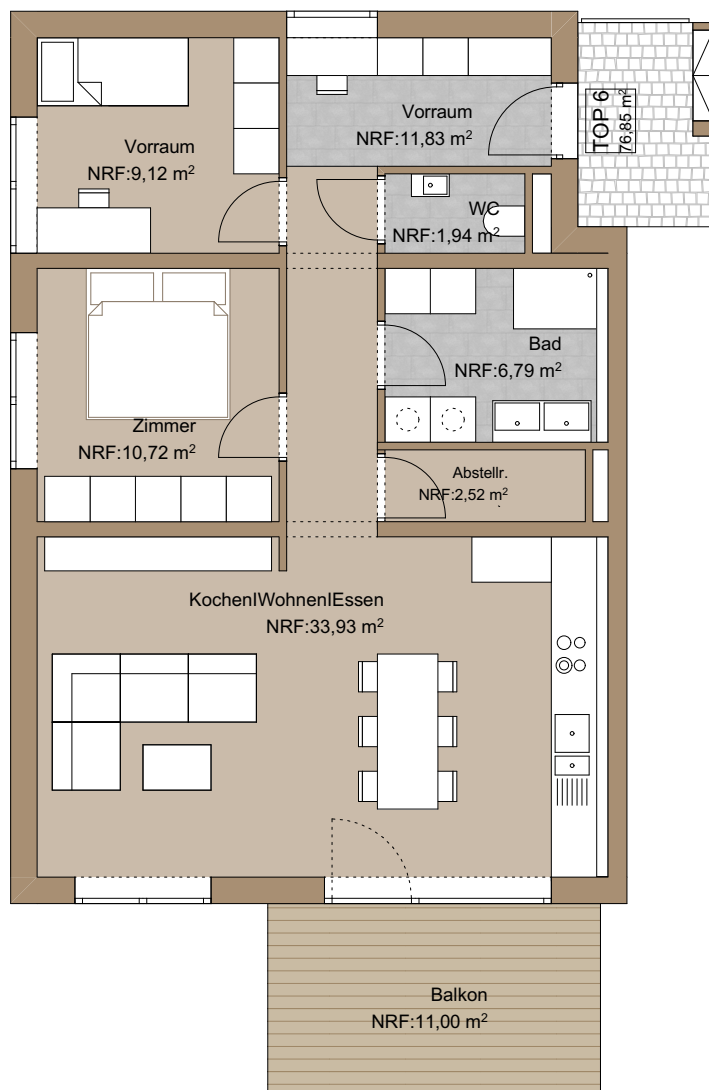 Vorraum
NRF:9,12 m²
Vorraum
NRF:11,83 m²
TOP 6
76,85 m²
WC
NRF:1,94 m²
Bad
NRF:6,79 m²
Zimmer
NRF:10,72 m²
Abstellr.
NRF:2,52 m²
KochenIWohnenIEssen
NRF:33,93 m²
Balkon
NRF:11,00 m²